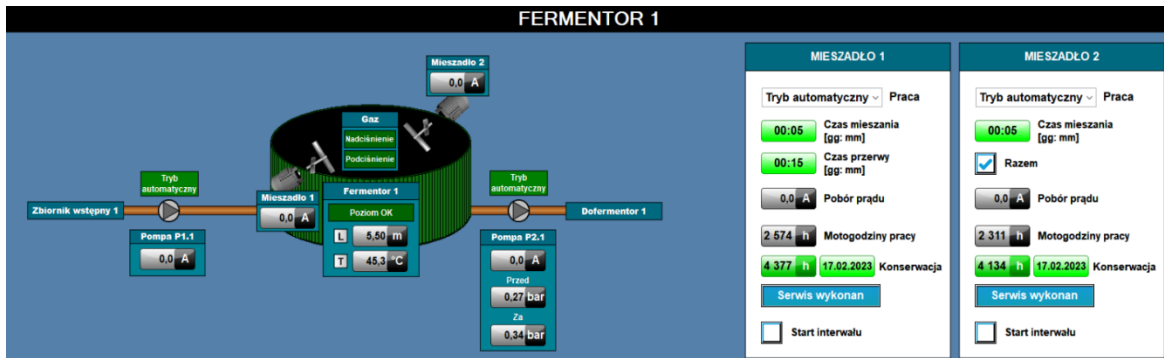 FERMENTOR 1
Mieszadło 2
0,0 A
Gaz
Nadciśnienie
Podciśnienie
Tryb
automatyczny
Tryb
automatyczny
Mieszadło 1
0,0 A
Fermentor 1
Poziom OK
L 5,50 m
T 45,3 °C
Zbiornik wstępny 1
Dofermentor 1
Pompa P1.1
0,0 A
Pompa P2.1
0,0 A
Przed
0,27 bar
Za
0,34 bar
MIESZADŁO 1
Tryb automatyczny Praca
00:05 Czas mieszania
[gg: mm]
00:15 Czas przerwy
[gg: mm]
0,0 A Pobór prądu
2 574 h Motogodziny pracy
4 377 h 17.02.2023 Konserwacja
Serwis wykonan
Start interwału
MIESZADŁO 2
Tryb automatyczny Praca
00:05 Czas mieszania
[gg: mm]
Razem
0,0 A Pobór prądu
2 311 h Motogodziny pracy
4 134 h 17.02.2023 Konserwacja
Serwis wykonan
Start interwału